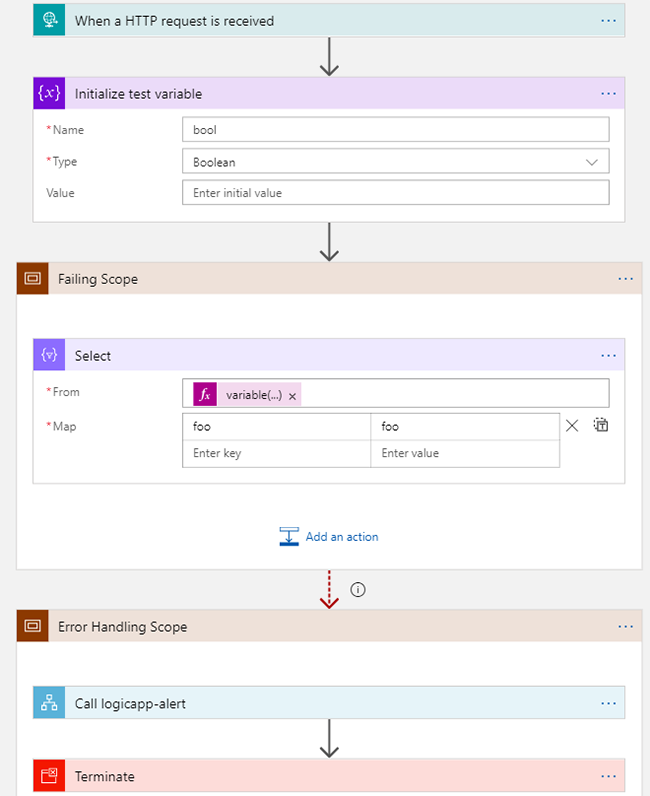 When a HTTP request is received ...
{x} Initialize test variable ...
*Name bool
*Type Boolean
Value Enter initial value
Failing Scope ...
Select ...
*From fx variable(...) ×
*Map foo foo
Enter key Enter value
Add an action
Error Handling Scope ...
Call logicapp-alert ...
Terminate ...